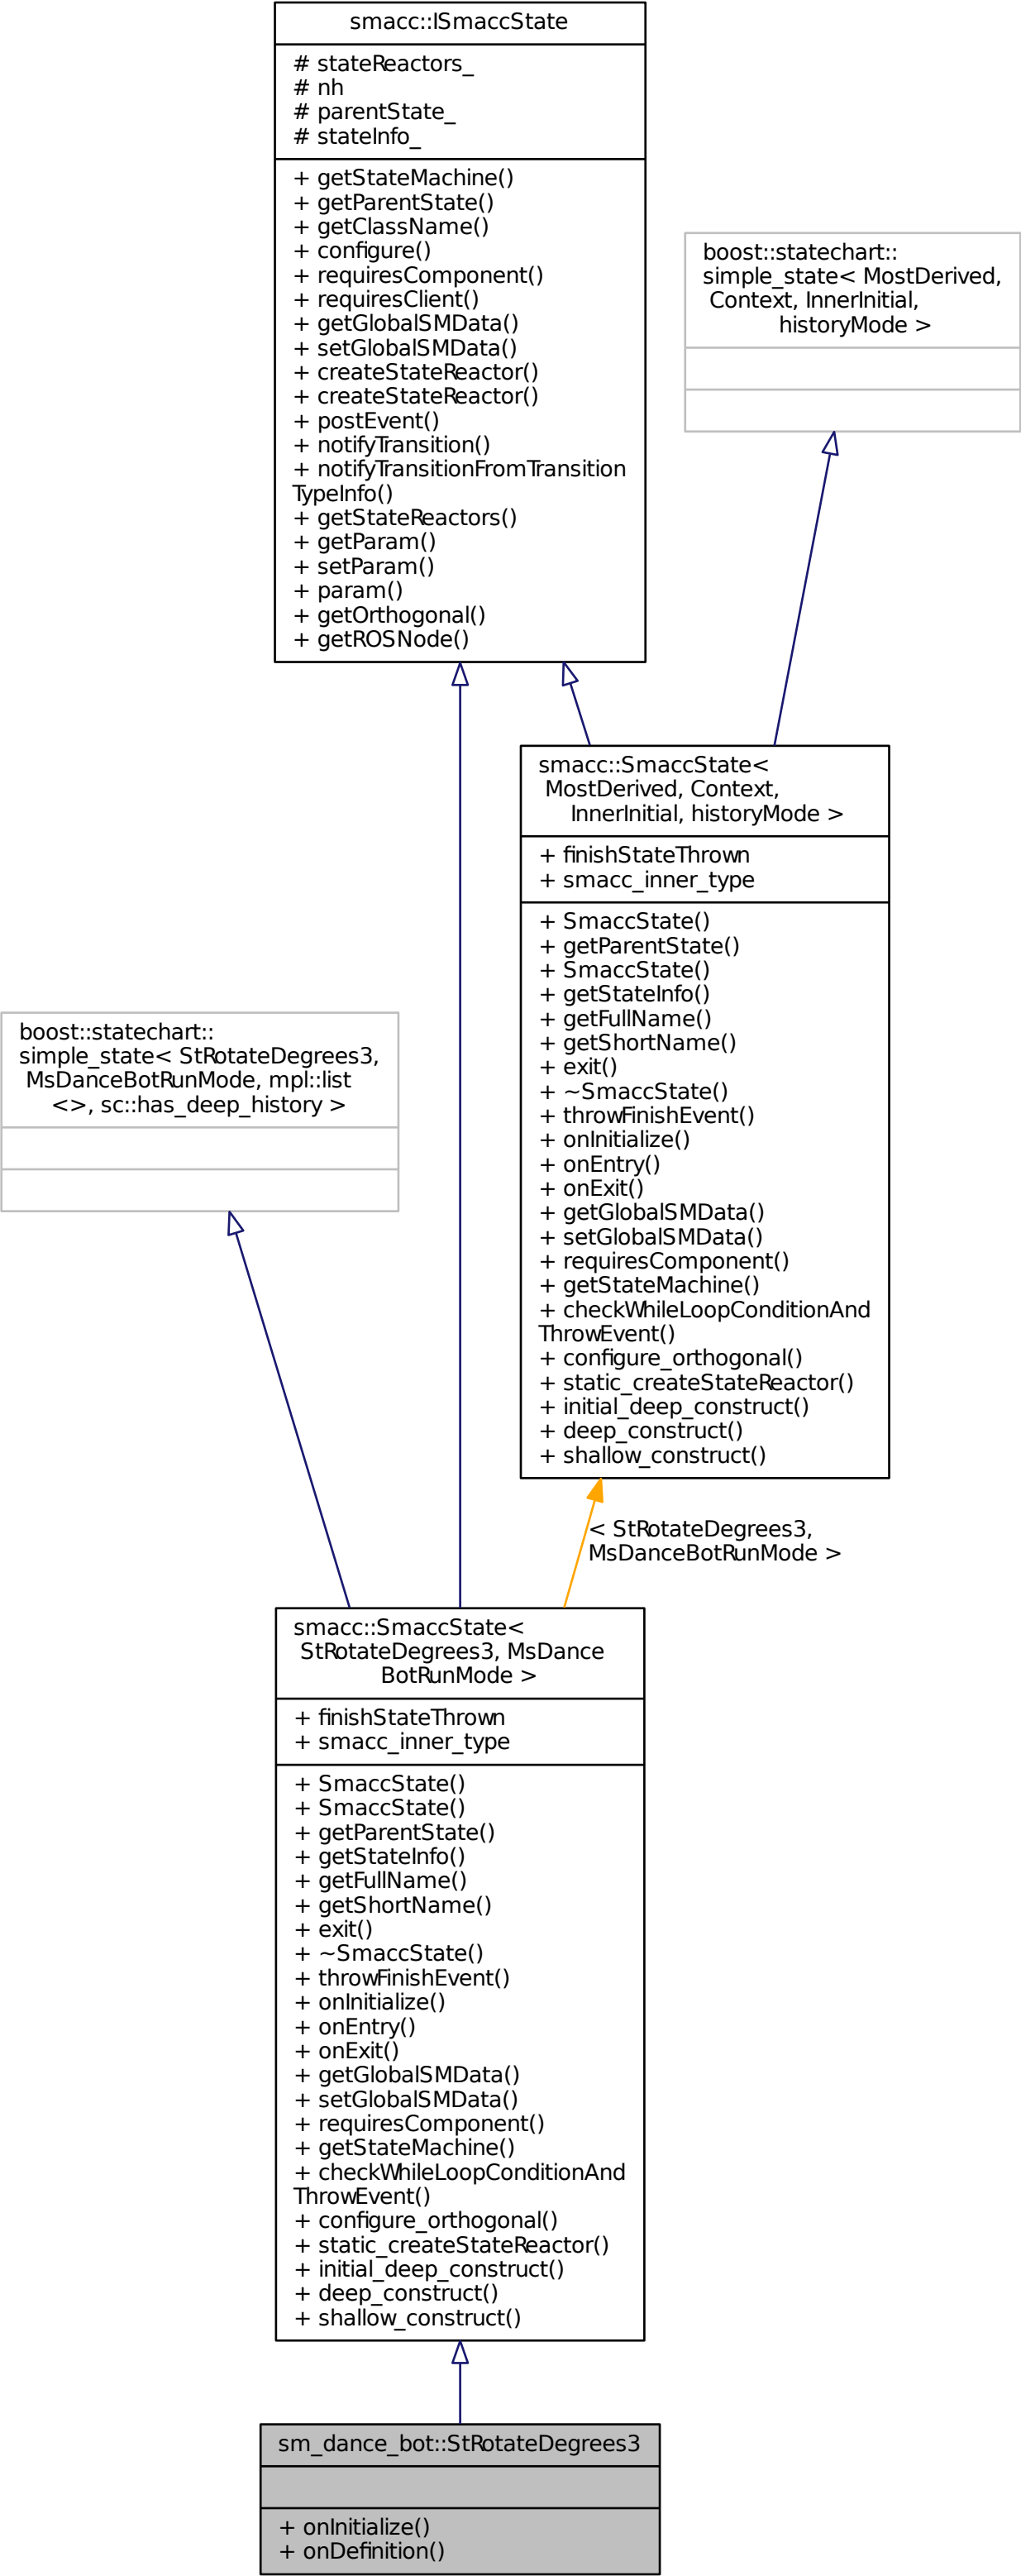 smacc::ISmaccState
# stateReactors_
# nh
# parentState_
# stateInfo_
+ getStateMachine()
+ getParentState()
+ getClassName()
+ configure()
+ requiresComponent()
+ requiresClient()
+ getGlobalSMData()
+ setGlobalSMData()
+ createStateReactor()
+ createStateReactor()
+ postEvent()
+ notifyTransition()
+ notifyTransitionFromTransition
TypeInfo()
+ getStateReactors()
+ getParam()
+ setParam()
+ param()
+ getOrthogonal()
+ getROSNode()
boost::statechart::
simple_state< MostDerived,
Context, InnerInitial,
historyMode >
smacc::SmaccState<
MostDerived, Context,
InnerInitial, historyMode >
+ finishStateThrown
+ smacc_inner_type
+ SmaccState()
+ getParentState()
+ SmaccState()
+ getStateInfo()
+ getFullName()
+ getShortName()
+ exit()
+ ~SmaccState()
+ throwFinishEvent()
+ onInitialize()
+ onEntry()
+ onExit()
+ getGlobalSMData()
+ setGlobalSMData()
+ requiresComponent()
+ getStateMachine()
+ checkWhileLoopConditionAnd
ThrowEvent()
+ configure_orthogonal()
+ static_createStateReactor()
+ initial_deep_construct()
+ deep_construct()
+ shallow_construct()
boost::statechart::
simple_state< StRotateDegrees3,
MsDanceBotRunMode, mpl::list
<>, sc::has_deep_history >
< StRotateDegrees3,
MsDanceBotRunMode >
smacc::SmaccState<
StRotateDegrees3, MsDance
BotRunMode >
+ finishStateThrown
+ smacc_inner_type
+ SmaccState()
+ SmaccState()
+ getParentState()
+ getStateInfo()
+ getFullName()
+ getShortName()
+ exit()
+ ~SmaccState()
+ throwFinishEvent()
+ onInitialize()
+ onEntry()
+ onExit()
+ getGlobalSMData()
+ setGlobalSMData()
+ requiresComponent()
+ getStateMachine()
+ checkWhileLoopConditionAnd
ThrowEvent()
+ configure_orthogonal()
+ static_createStateReactor()
+ initial_deep_construct()
+ deep_construct()
+ shallow_construct()
sm_dance_bot::StRotateDegrees3
+ onInitialize()
+ onDefinition()